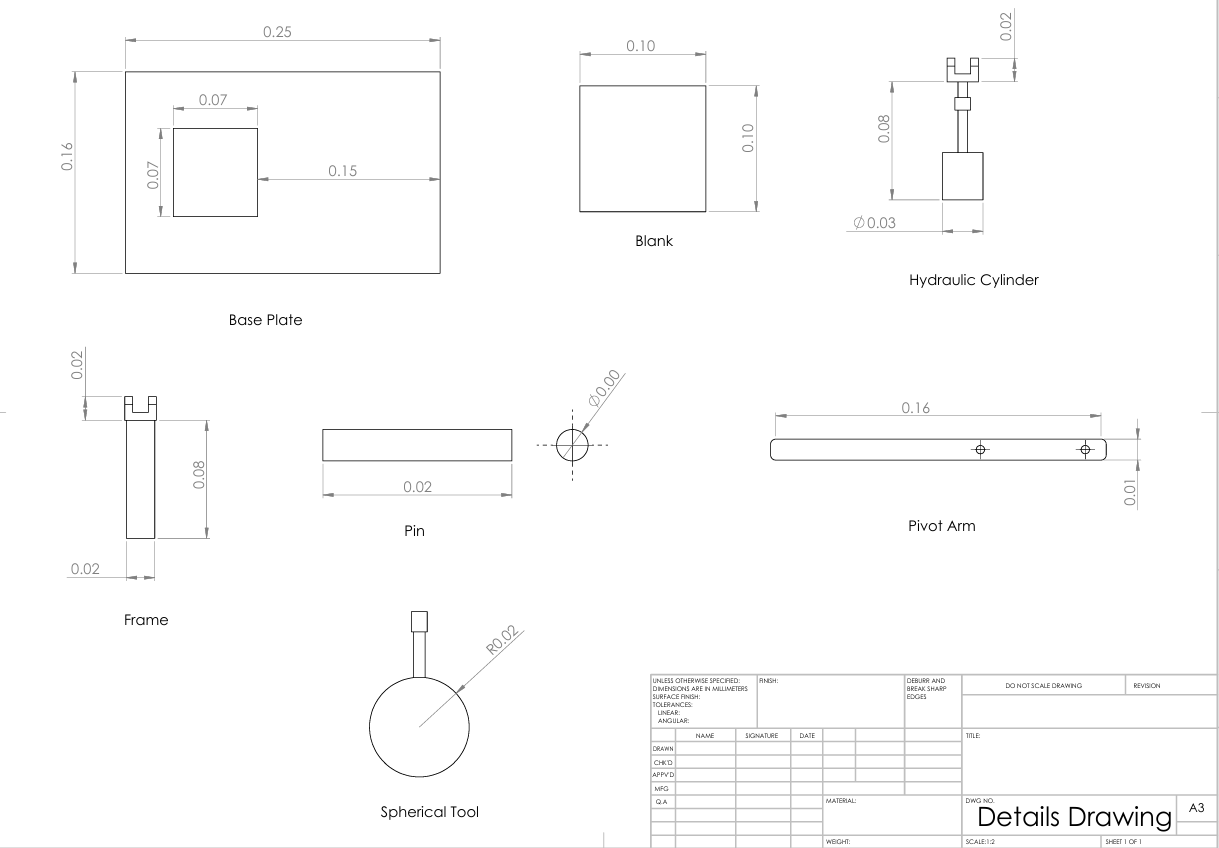 0.25
0.16
0.07
0.07
0.15
Base Plate
0.10
0.10
Blank
0.02
0.08
∅0.03
Hydraulic Cylinder
0.02
0.08
0.02
Frame
0.02
∅0.00
Pin
0.16
0.01
Pivot Arm
R0.02
Spherical Tool
UNLESS OTHERWISE SPECIFIED:
DIMENSIONS ARE IN MILLIMETERS
SURFACE FINISH:
TOLERANCES:
LINEAR:
ANGULAR:
FINISH:
DEBURR AND
BREAK SHARP
EDGES
DO NOT SCALE DRAWING
REVISION
NAME
SIGNATURE
DATE
TITLE:
DRAWN
CHK'D
APPV'D
MFG
Q.A
MATERIAL:
DWG NO.
Details Drawing
A3
WEIGHT:
SCALE:1:2
SHEET 1 OF 1